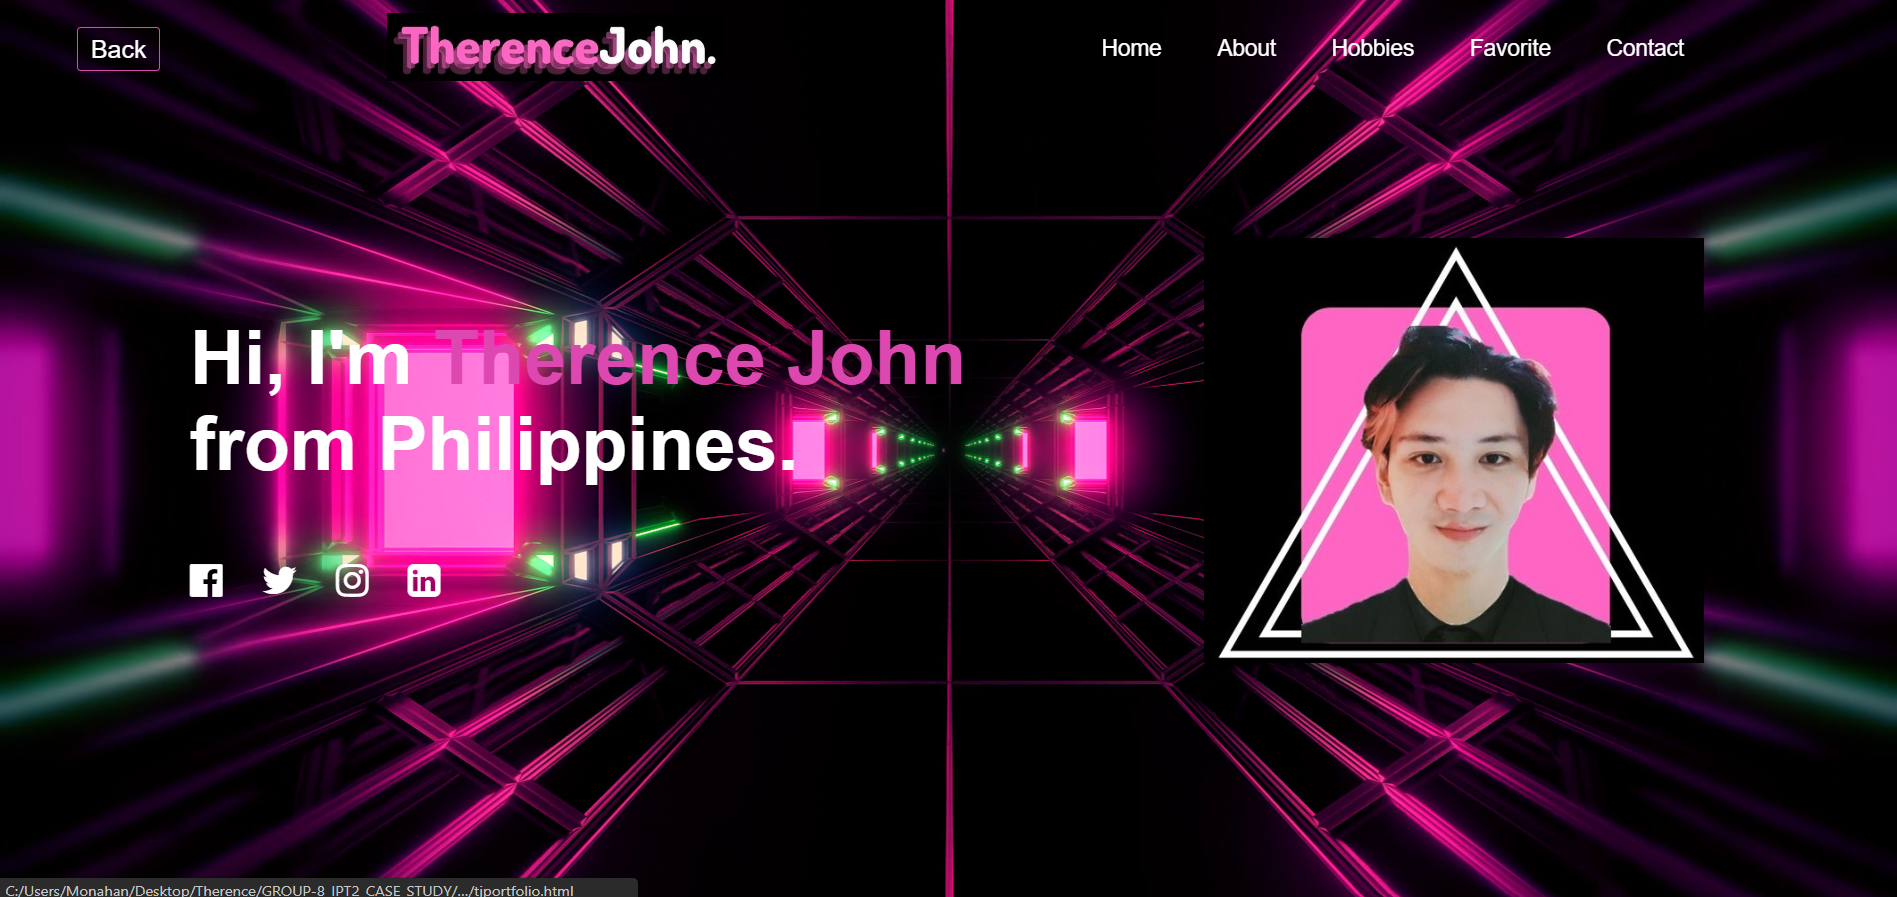 Back
TherenceJohn.
Home
About
Hobbies
Favorite
Contact
Hi, I'm Therence John
from Philippines.
C:/Users/Monahan/Desktop/Therence/GROUP-8_IPT2_CASE_STUDY/.../tjportfolio.html